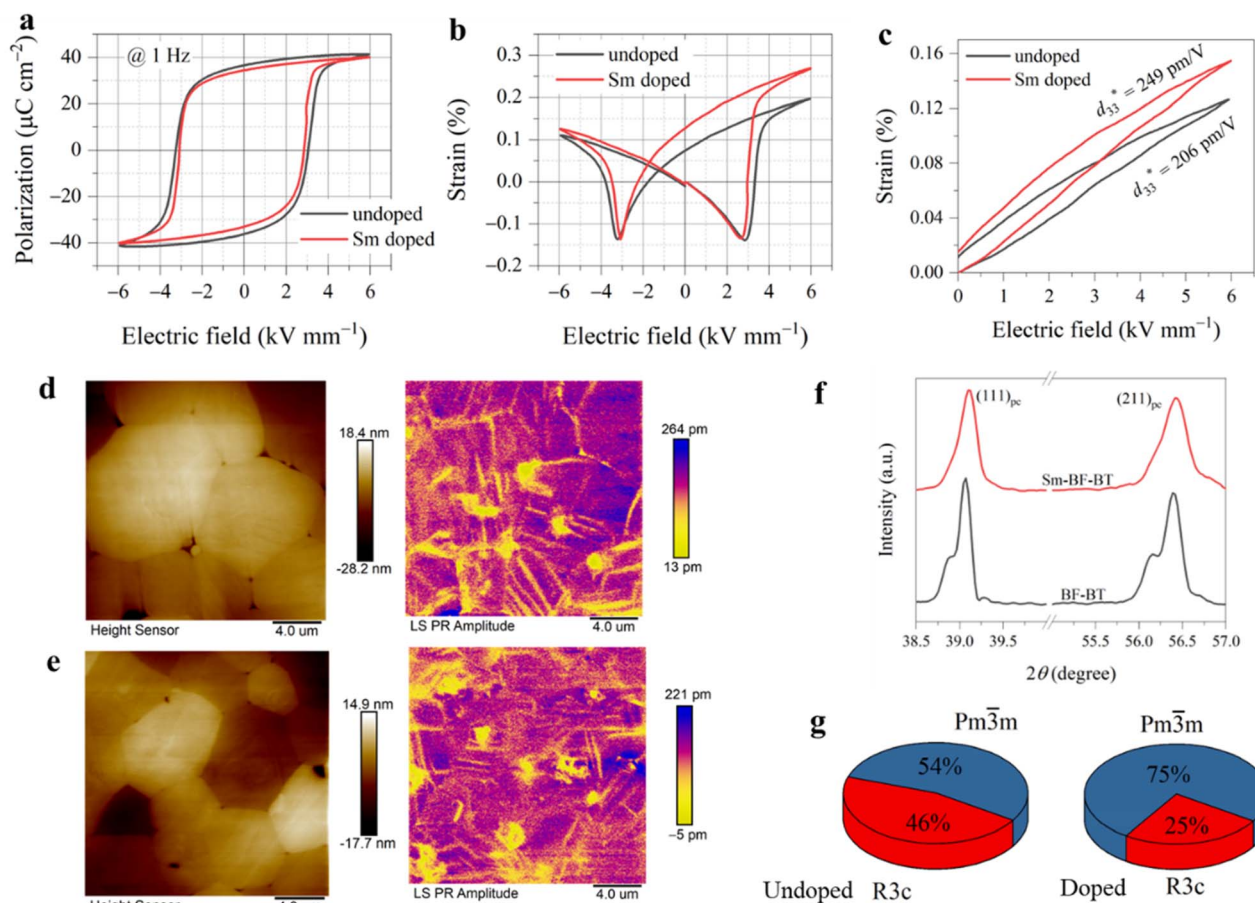 a
@ 1 Hz
undoped
Sm doped
40
20
0
−20
−40
Polarization (μC cm⁻²)
−6 −4 −2 0 2 4 6
Electric field (kV mm⁻¹)
b
undoped
Sm doped
0.3
0.2
0.1
0.0
−0.1
−0.2
Strain (%)
−6 −4 −2 0 2 4 6
Electric field (kV mm⁻¹)
c
undoped
Sm doped
d₃₃* = 249 pm/V
d₃₃* = 206 pm/V
0.16
0.12
0.08
0.04
0.00
Strain (%)
0 1 2 3 4 5 6
Electric field (kV mm⁻¹)
d
18.4 nm
-28.2 nm
Height Sensor
4.0 um
264 pm
13 pm
LS PR Amplitude
4.0 um
e
14.9 nm
-17.7 nm
Height Sensor
221 pm
−5 pm
LS PR Amplitude
4.0 um
f
(111)pc
(211)pc
Sm-BF-BT
BF-BT
Intensity (a.u.)
38.5 39.0 39.5 55.5 56.0 56.5 57.0
2θ (degree)
g
Pm3̅m
54%
46%
Undoped R3c
Pm3̅m
75%
25%
Doped R3c